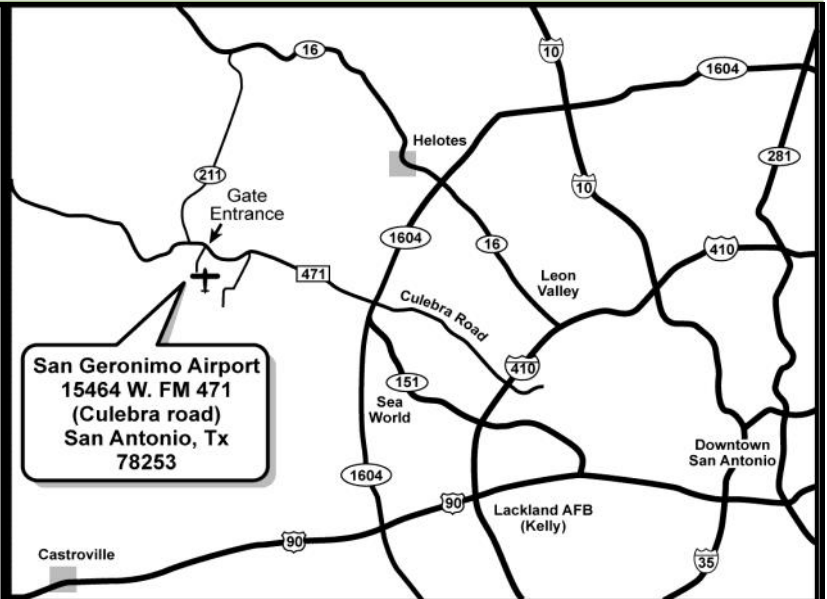 16
10
1604
Helotes
281
211
10
Gate
Entrance
1604
16
410
471
Leon
Valley
Culebra Road
San Geronimo Airport
15464 W. FM 471
(Culebra road)
San Antonio, Tx
78253
410
151
Sea
World
Downtown
San Antonio
1604
90
Lackland AFB
(Kelly)
90
Castroville
35